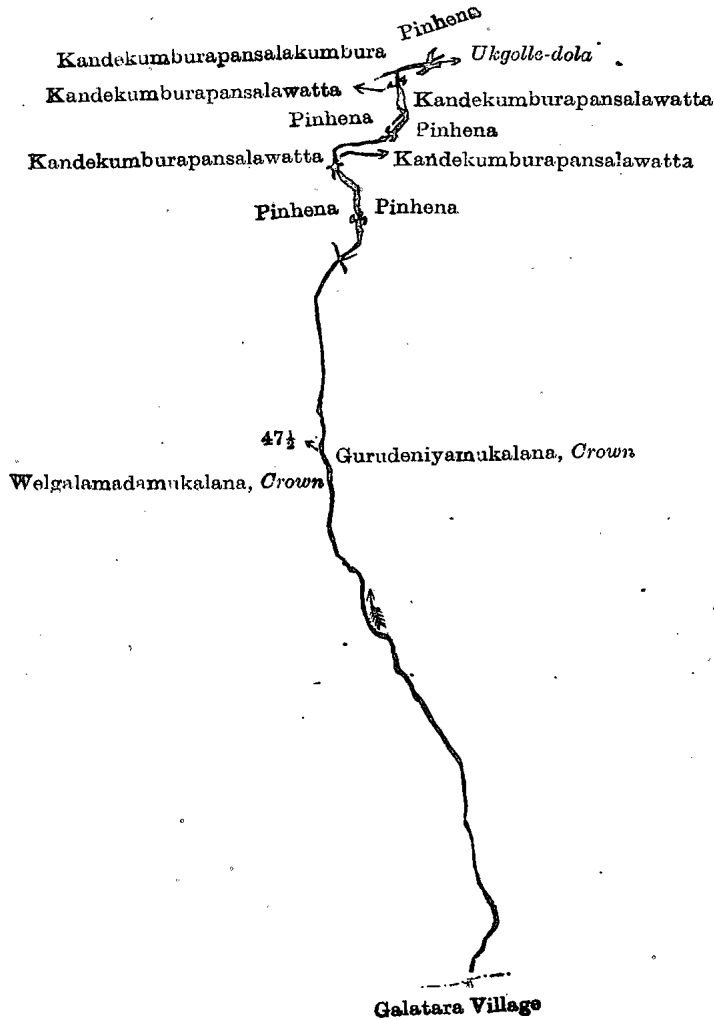 Pinhena
Kandekumburapansalakumbura
Ukgolle-dola
Kandekumburapansalawatta
Kandekumburapansalawatta
Pinhena
Pinhena
Kandekumburapansalawatta
Kandekumburapansalawatta
Pinhena
Pinhena
47½
Gurudeniyamukalana, Crown
Welgalamadamukalana, Crown
Galatara Village